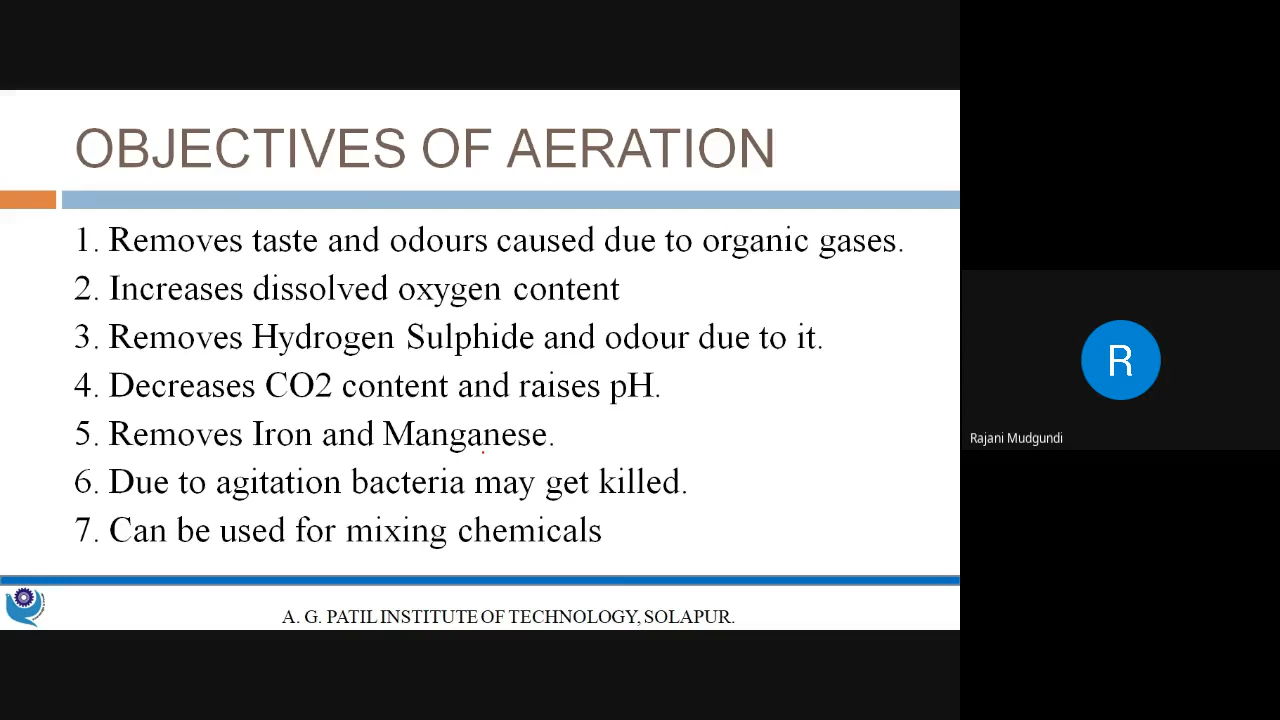 OBJECTIVES OF AERATION
1. Removes taste and odours caused due to organic gases.
2. Increases dissolved oxygen content
3. Removes Hydrogen Sulphide and odour due to it.
4. Decreases CO2 content and raises pH.
5. Removes Iron and Manganese.
6. Due to agitation bacteria may get killed.
7. Can be used for mixing chemicals
A. G. PATIL INSTITUTE OF TECHNOLOGY, SOLAPUR.
R
Rajani Mudgundi